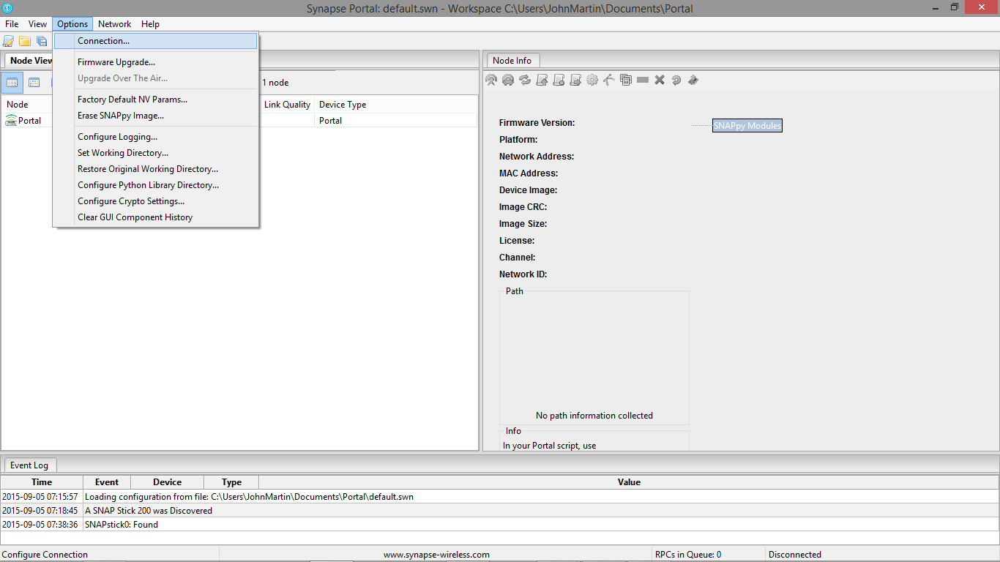 Synapse Portal: default.swn - Workspace C:\Users\JohnMartin\Documents\Portal
File View Options Network Help
Connection...
Firmware Upgrade...
Upgrade Over The Air...
Factory Default NV Params...
Erase SNAPpy Image...
Configure Logging...
Set Working Directory...
Restore Original Working Directory...
Configure Python Library Directory...
Configure Crypto Settings...
Clear GUI Component History
Node View
1 node
Node Link Quality Device Type
Portal Portal
Node Info
Firmware Version:
Platform:
Network Address:
MAC Address:
Device Image:
Image CRC:
Image Size:
License:
Channel:
Network ID:
SNAPpy Modules
Path
No path information collected
Info
In your Portal script, use
Event Log
Time Event Device Type Value
2015-09-05 07:15:57 Loading configuration from file: C:\Users\JohnMartin\Documents\Portal\default.swn
2015-09-05 07:18:45 A SNAP Stick 200 was Discovered
2015-09-05 07:38:36 SNAPstick0: Found
Configure Connection www.synapse-wireless.com RPCs in Queue: 0 Disconnected